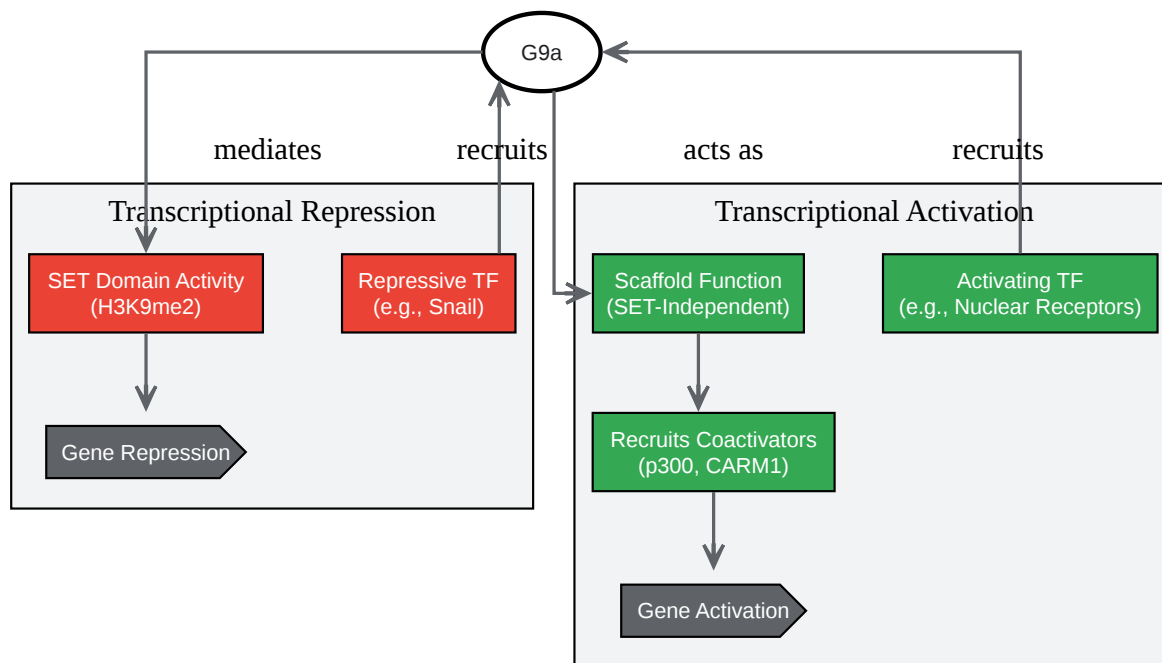 G9a
mediates
recruits
acts as
recruits
Transcriptional Repression
Transcriptional Activation
SET Domain Activity
(H3K9me2)
Repressive TF
(e.g., Snail)
Scaffold Function
(SET-Independent)
Activating TF
(e.g., Nuclear Receptors)
Gene Repression
Recruits Coactivators
(p300, CARM1)
Gene Activation